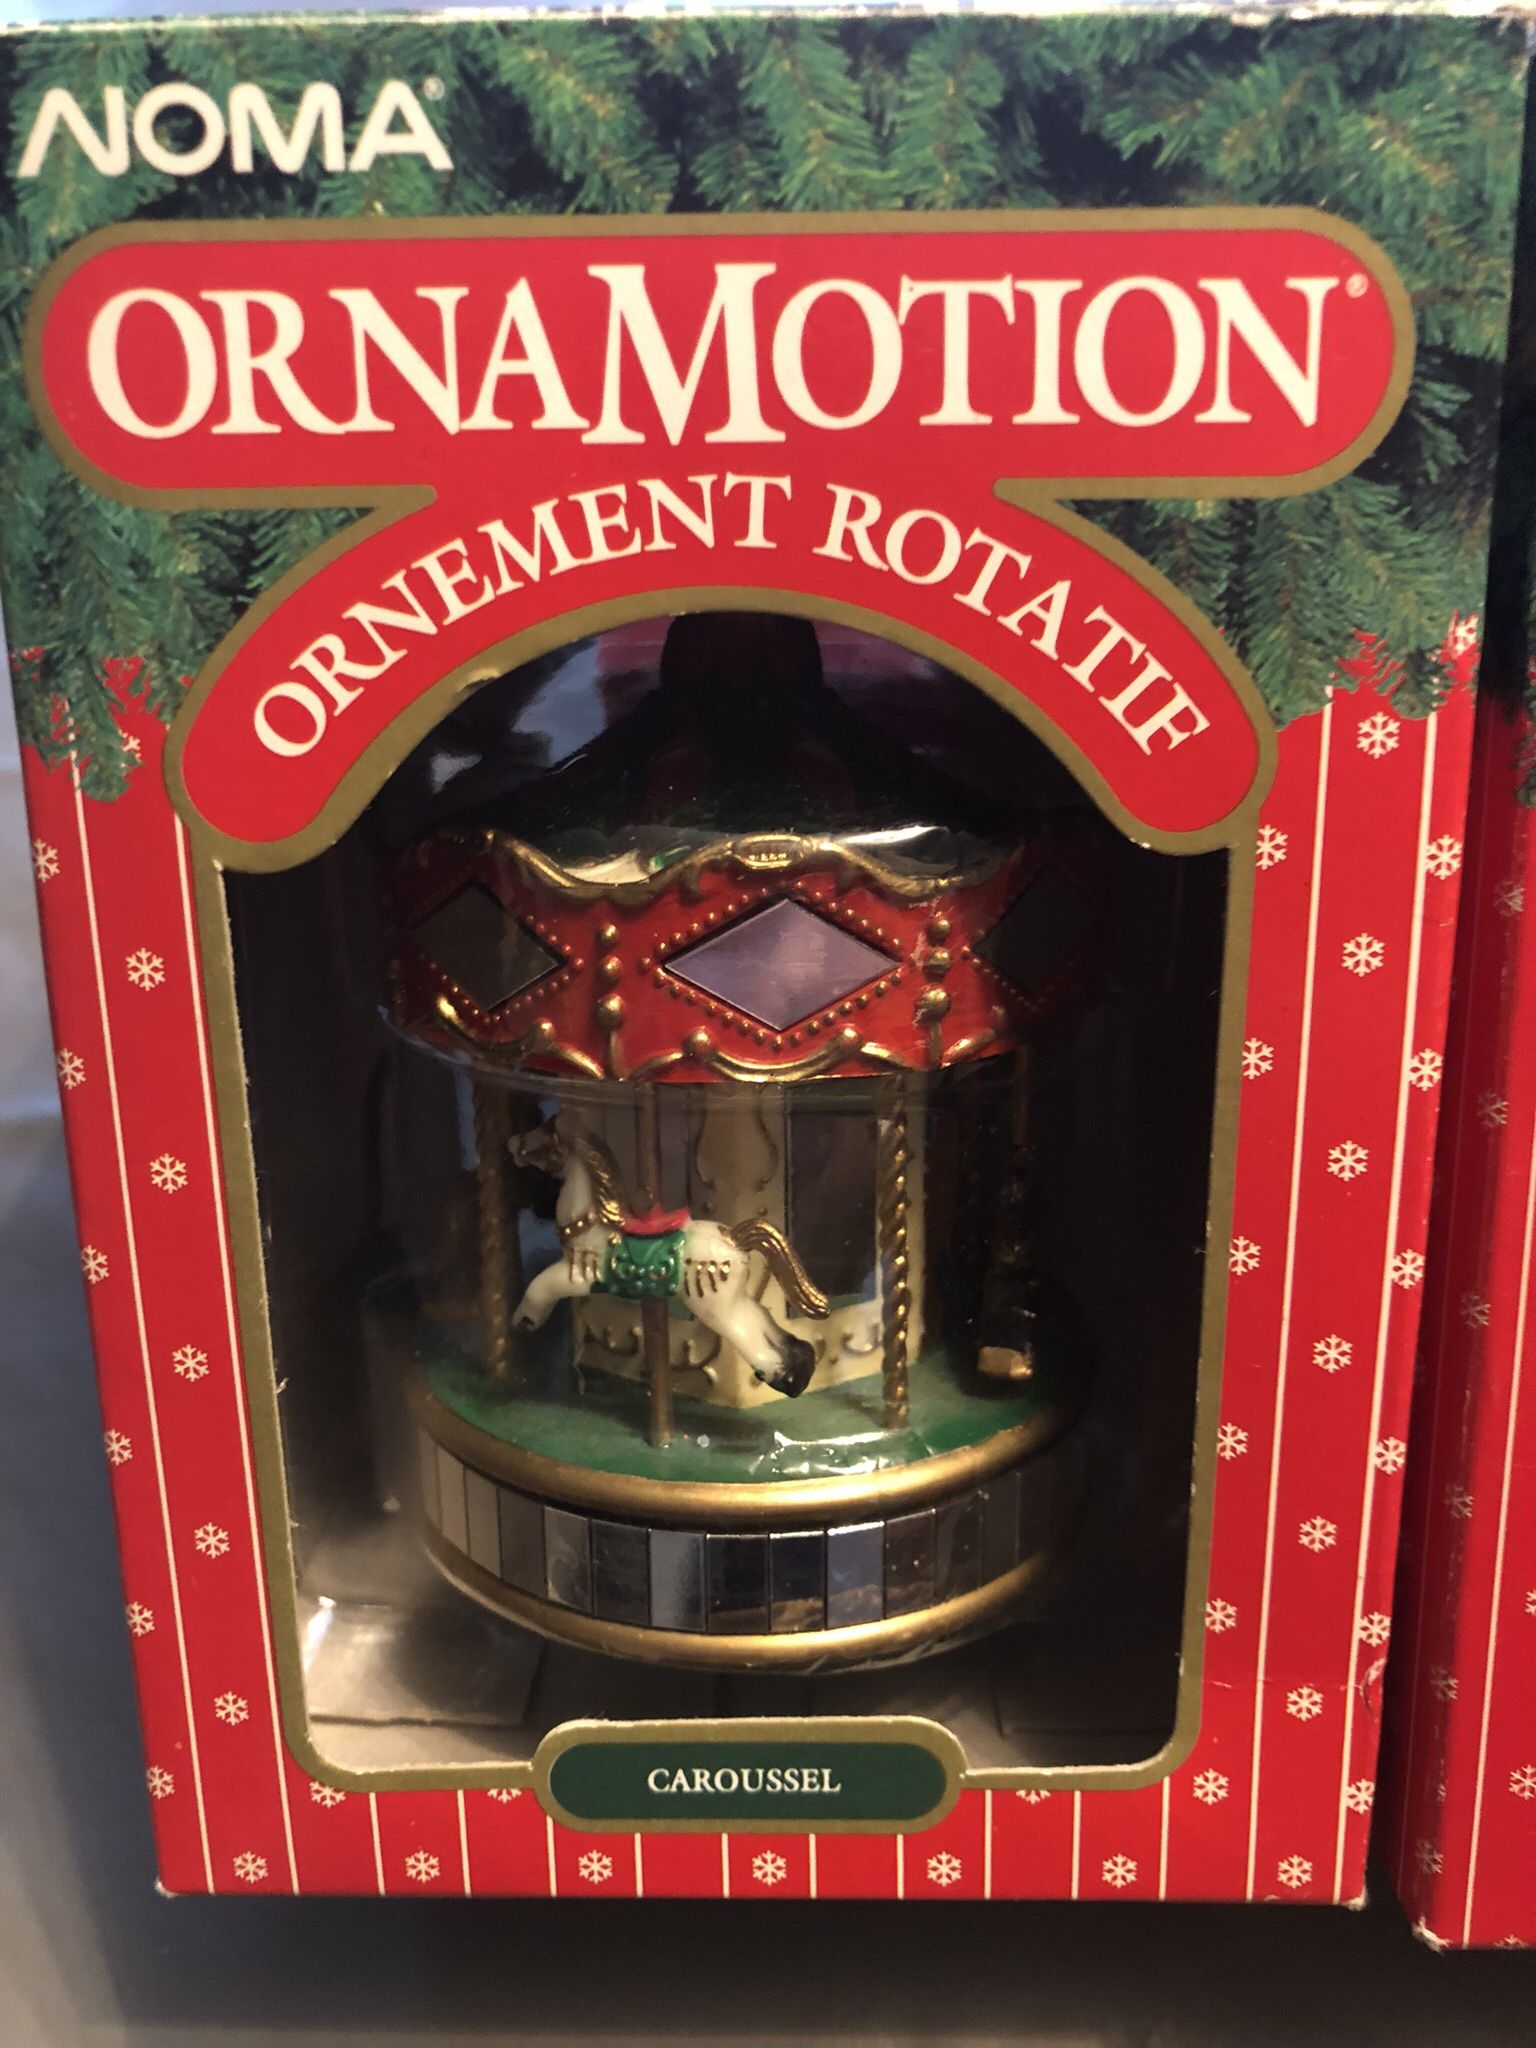 NOMA®
ORNAMOTION®
ORNEMENT ROTATIF
CAROUSSEL